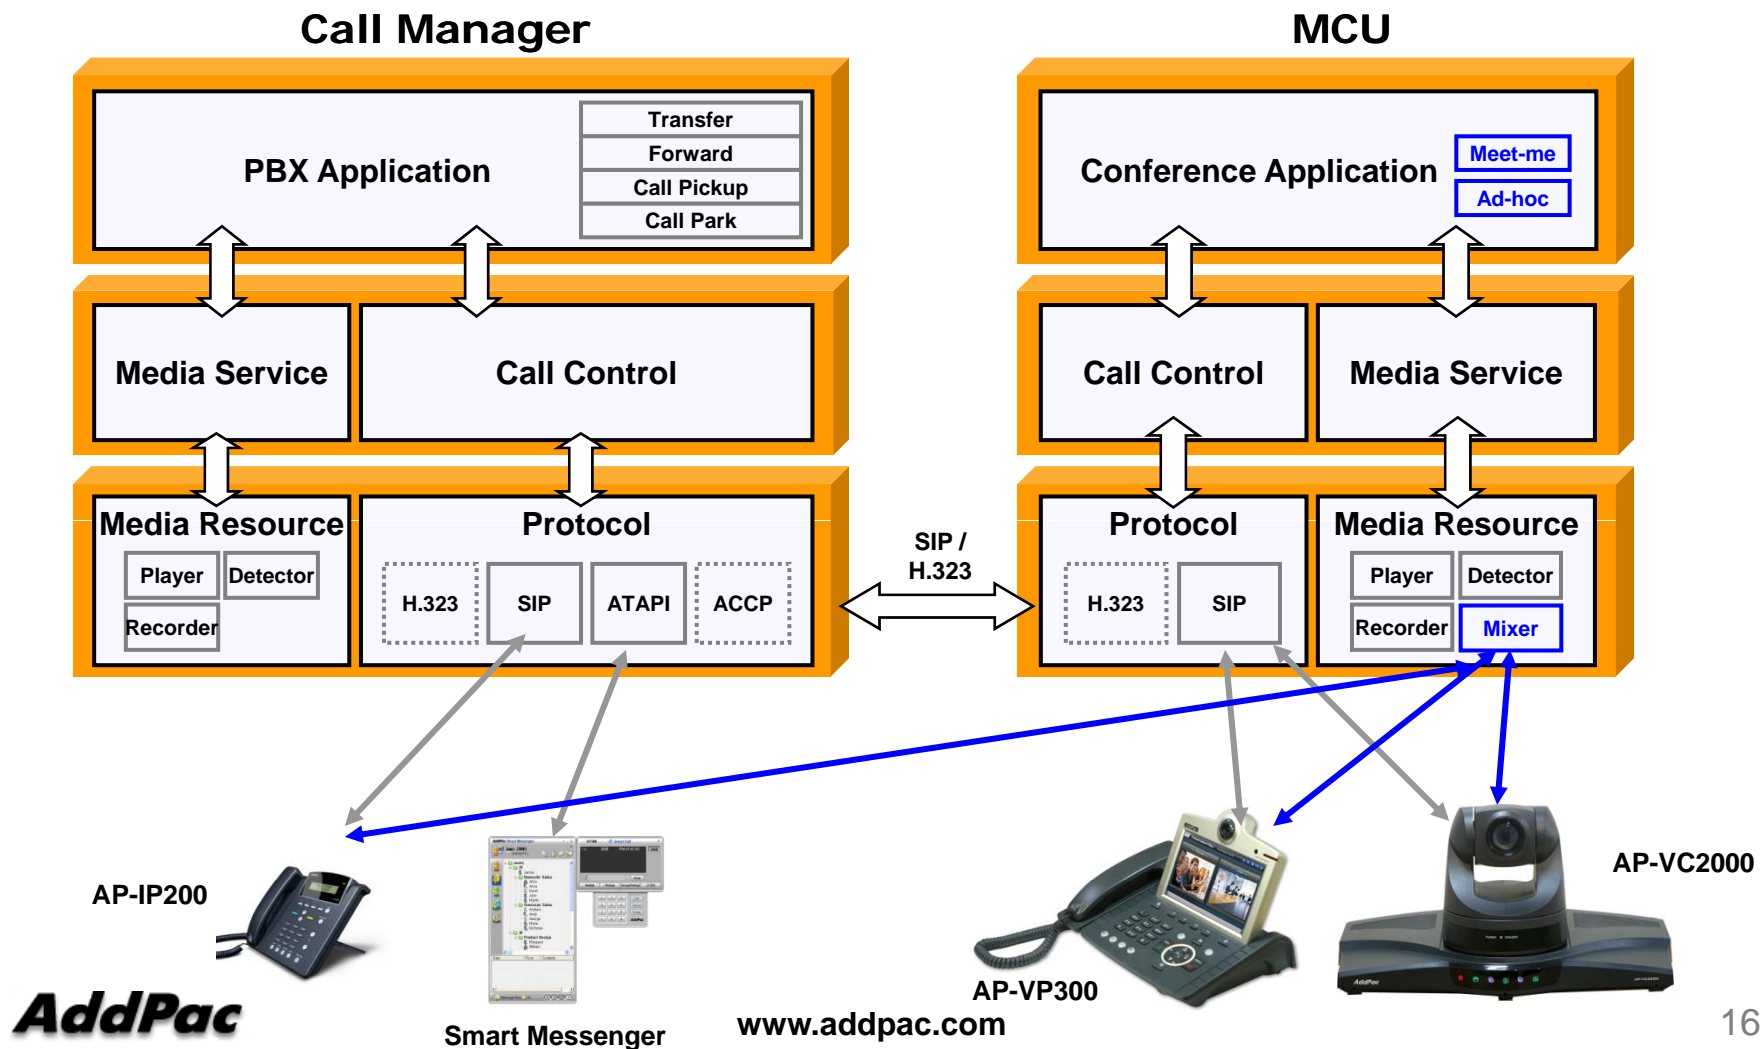 Call Manager
MCU
PBX Application
Transfer
Forward
Call Pickup
Call Park
Conference Application
Meet-me
Ad-hoc
Media Service
Call Control
Call Control
Media Service
Media Resource
Player
Detector
Recorder
Protocol
H.323
SIP
ATAPI
ACCP
SIP /
H.323
Protocol
H.323
SIP
Media Resource
Player
Detector
Recorder
Mixer
AP-IP200
Smart Messenger
AP-VP300
AP-VC2000
AddPac
www.addpac.com
16